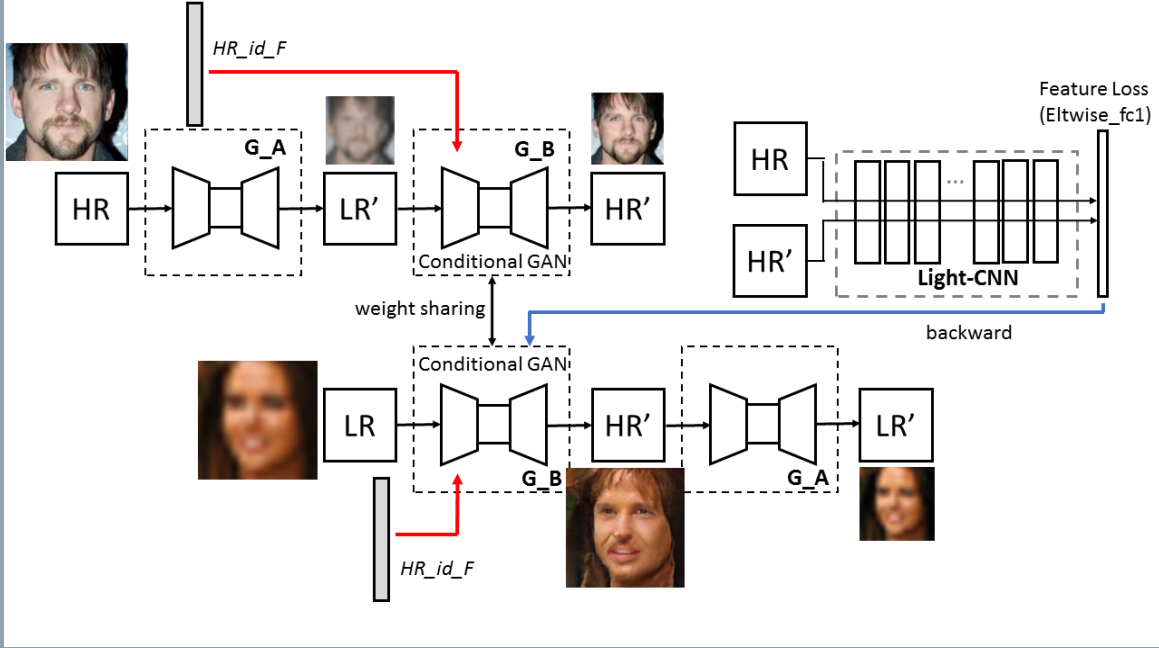 HR_id_F
G_A
G_B
HR
LR’
HR’
Conditional GAN
Feature Loss
(Eltwise_fc1)
HR
...
HR’
Light-CNN
weight sharing
backward
Conditional GAN
LR
HR’
LR’
G_B
G_A
HR_id_F